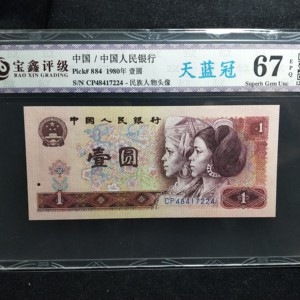 宝鑫评级
BAO XIN GRADING
中国 / 中国人民银行
Pick# 884 1980年 壹圆
S/N CP48417224 - 民族人物头像
天蓝冠
67 EPQ
Superb Gem Unc
中国人民银行
1
壹圆
1
CP48417224
1